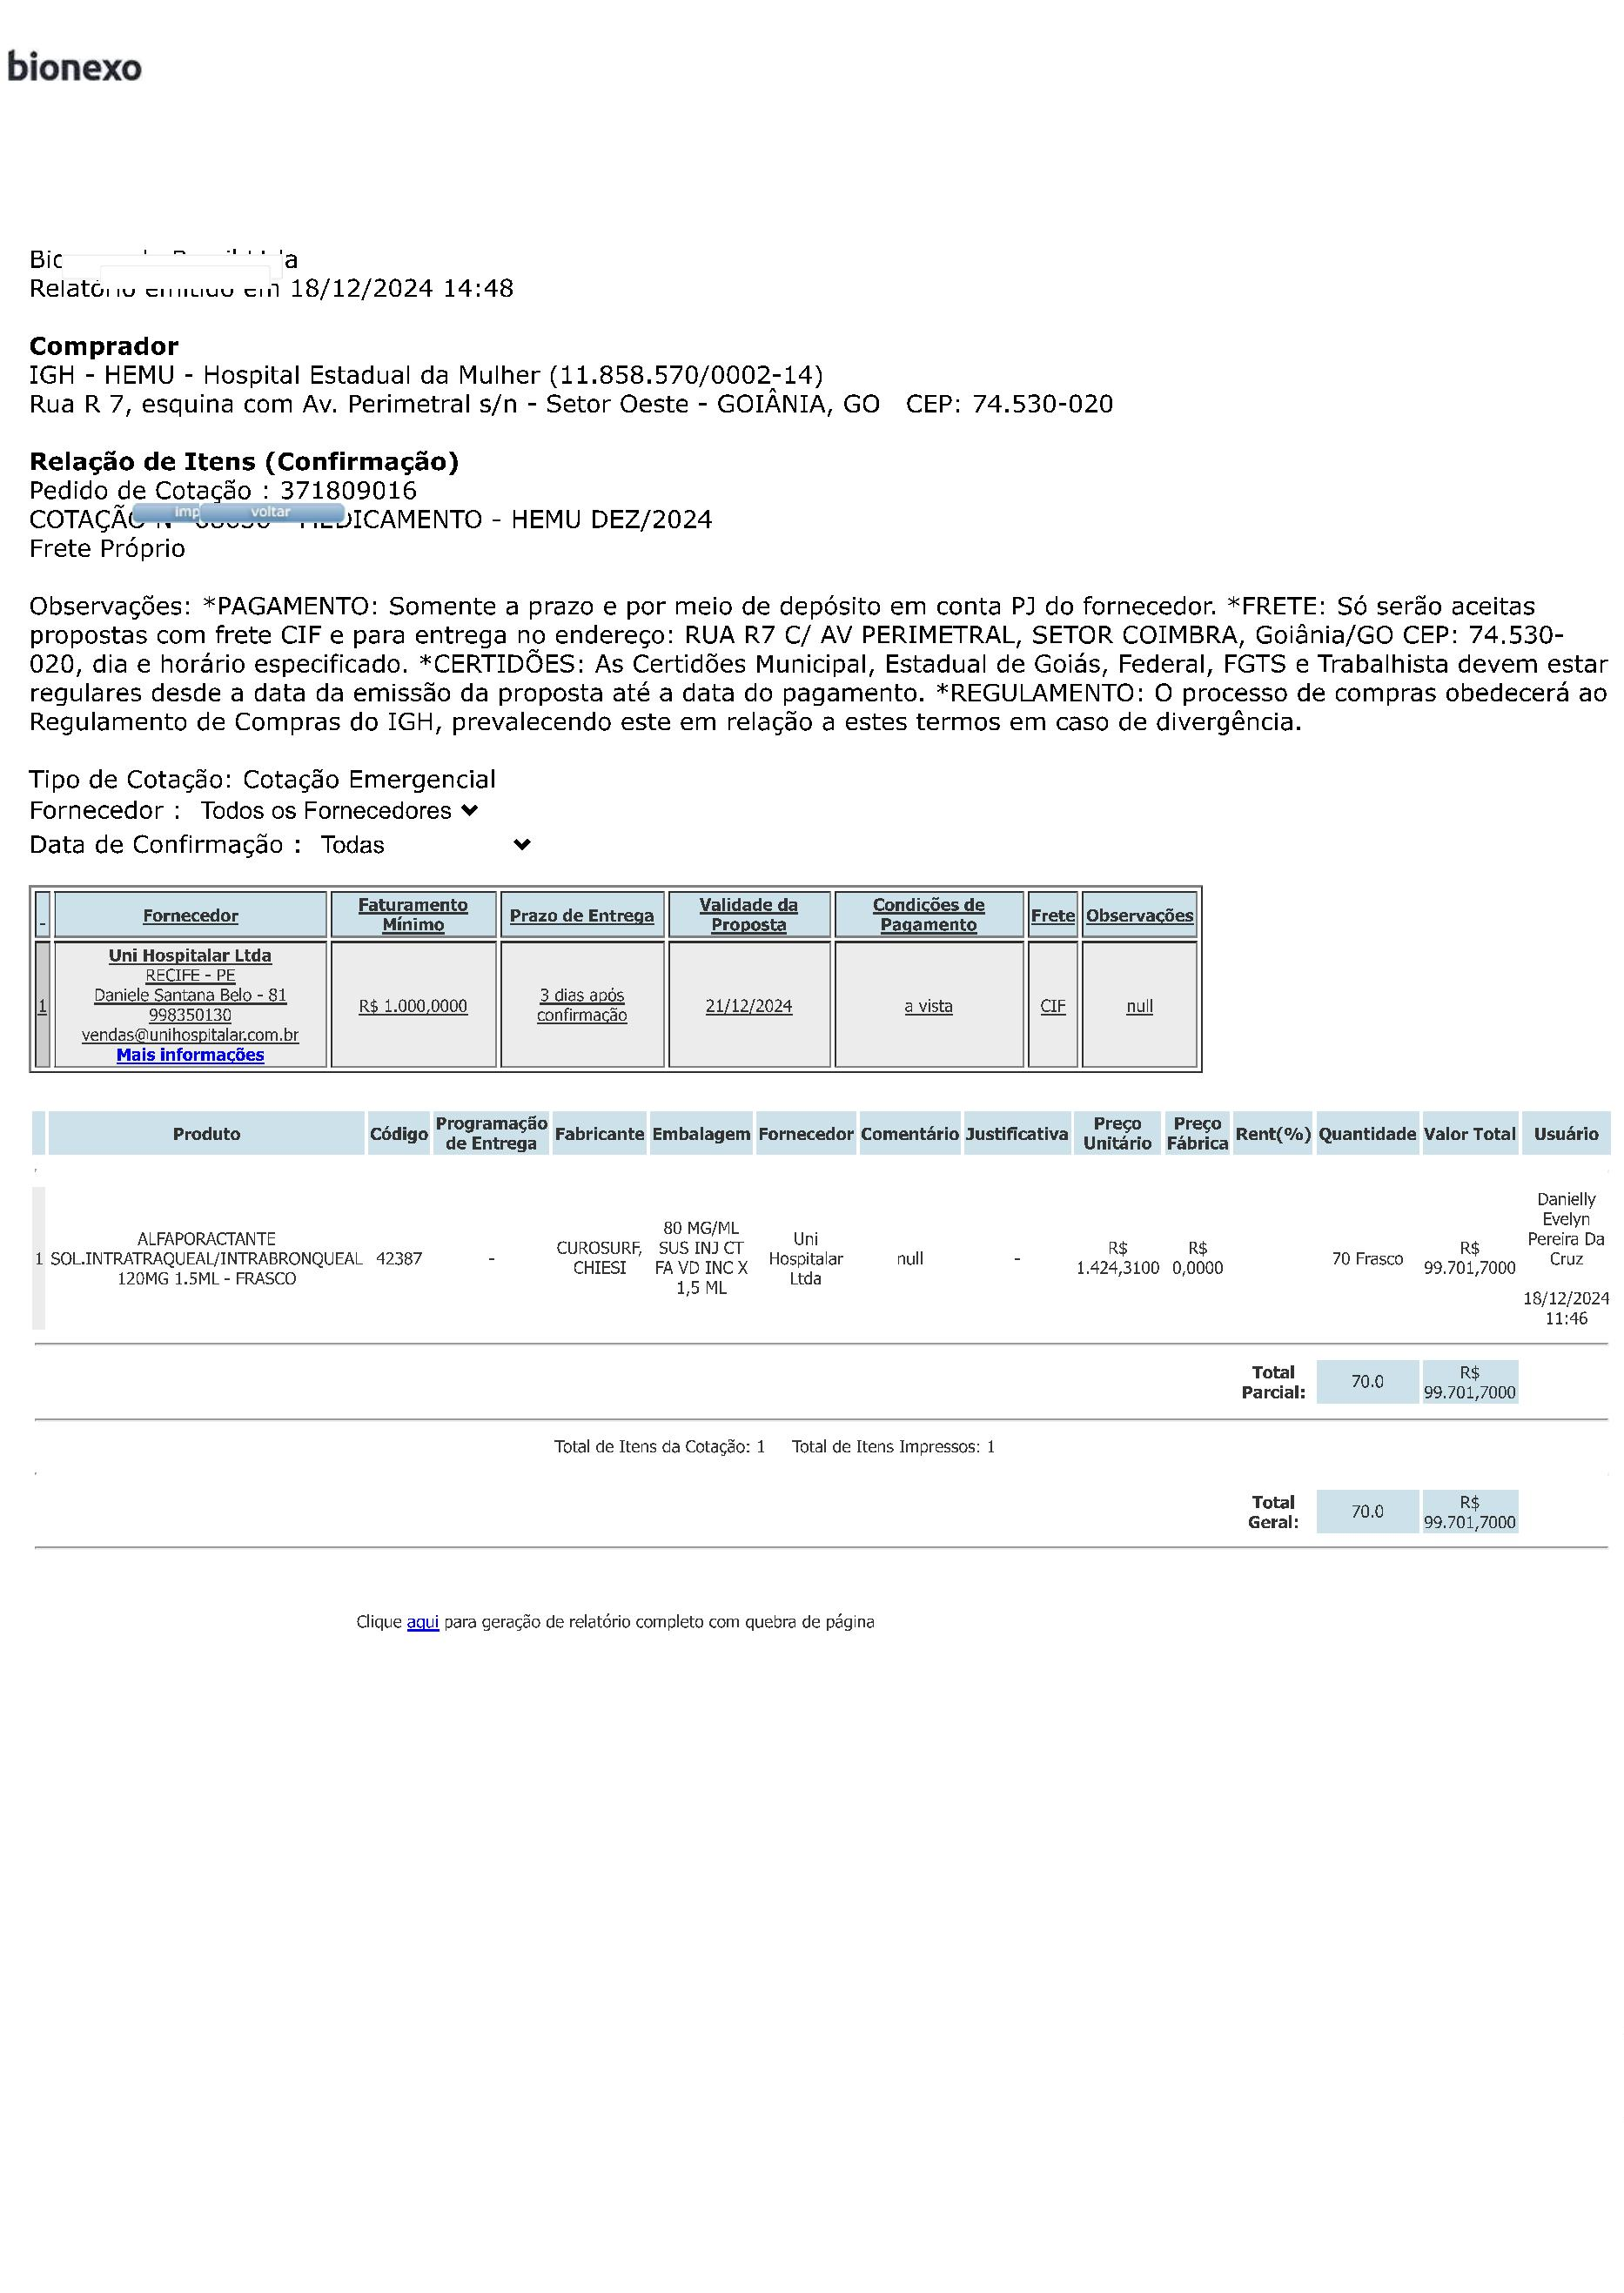 bionexo
Relatório emitido em 18/12/2024 14:48
Comprador
IGH - HEMU - Hospital Estadual da Mulher (11.858.570/0002-14)
Rua R 7, esquina com Av. Perimetral s/n - Setor Oeste - GOIÂNIA, GO CEP: 74.530-020
Relação de Itens (Confirmação)
Pedido de Cotação : 371809016
voltar
COTAÇÃO MEDICAMENTO - HEMU DEZ/2024
Frete Próprio
Observações: *PAGAMENTO: Somente a prazo e por meio de depósito em conta PJ do fornecedor. *FRETE: Só serão aceitas
propostas com frete CIF e para entrega no endereço: RUA R7 C/ AV PERIMETRAL, SETOR COIMBRA, Goiânia/GO CEP: 74.530-
020, dia e horário especificado. *CERTIDÕES: As Certidões Municipal, Estadual de Goiás, Federal, FGTS e Trabalhista devem estar
regulares desde a data da emissão da proposta até a data do pagamento. *REGULAMENTO: O processo de compras obedecerá ao
Regulamento de Compras do IGH, prevalecendo este em relação a estes termos em caso de divergência.
Tipo de Cotação: Cotação Emergencial
Fornecedor : Todos os Fornecedores
Data de Confirmação : Todas
- Fornecedor Faturamento Mínimo Prazo de Entrega Validade da Proposta Condições de Pagamento Frete Observações
1 Uni Hospitalar Ltda
RECIFE - PE
Daniele Santana Belo - 81
998350130
vendas@unihospitalar.com.br
Mais informações
R$ 1.000,0000
3 dias após
confirmação
21/12/2024
a vista
CIF
null
Produto Código Programação de Entrega Fabricante Embalagem Fornecedor Comentário Justificativa Preço Unitário Preço Fábrica Rent(%) Quantidade Valor Total Usuário
1
ALFAPORACTANTE
SOL.INTRATRAQUEAL/INTRABRONQUEAL
120MG 1.5ML - FRASCO
42387
-
CUROSURF,
CHIESI
80 MG/ML
SUS INJ CT
FA VD INC X
1,5 ML
Uni
Hospitalar
Ltda
null
-
R$
1.424,3100
R$
0,0000
70 Frasco
R$
99.701,7000
Danielly
Evelyn
Pereira Da
Cruz
18/12/2024
11:46
Total
Parcial:
70.0
R$
99.701,7000
Total de Itens da Cotação: 1 Total de Itens Impressos: 1
Total
Geral:
70.0
R$
99.701,7000
Clique aqui para geração de relatório completo com quebra de página